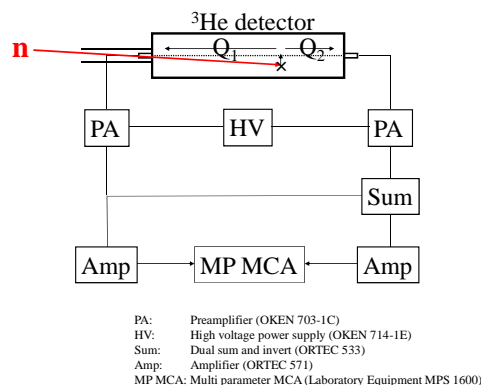 ³He detector
n
Q₁ Q₂
PA HV PA
Sum
Amp MP MCA Amp
PA: Preamplifier (OKEN 703-1C)
HV: High voltage power supply (OKEN 714-1E)
Sum: Dual sum and invert (ORTEC 533)
Amp: Amplifier (ORTEC 571)
MP MCA: Multi parameter MCA (Laboratory Equipment MPS 1600)